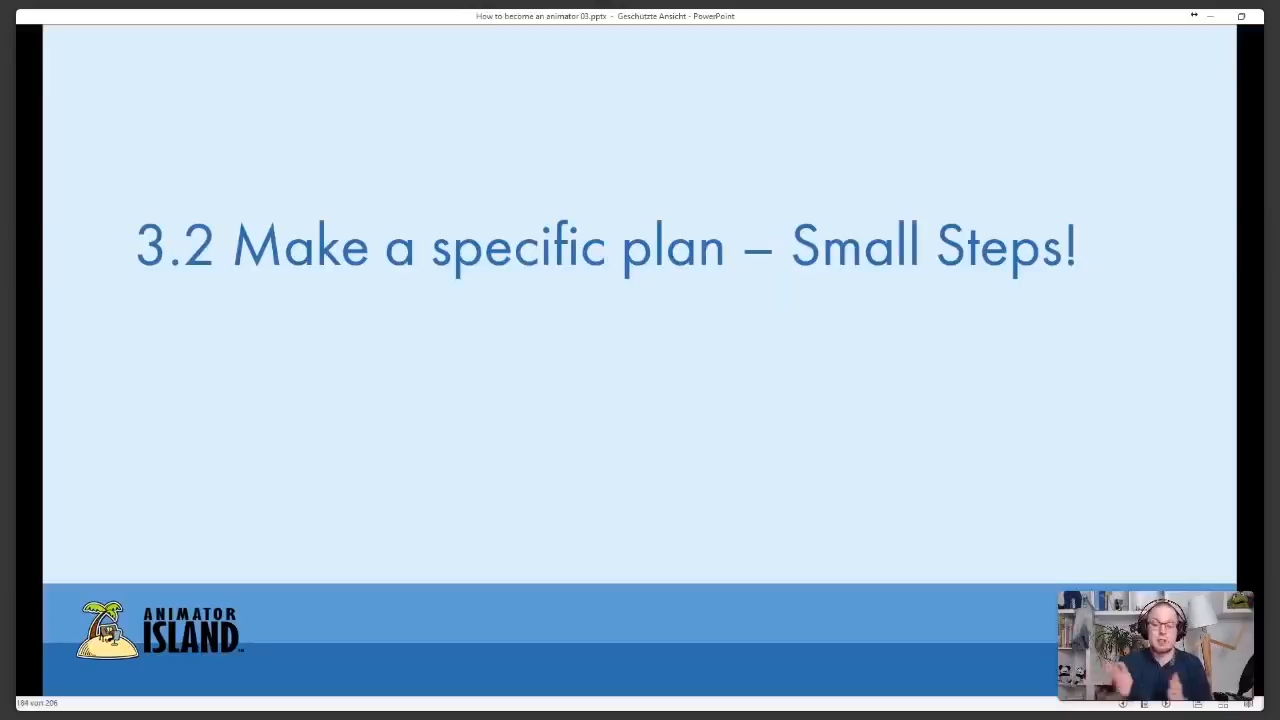 How to become an animator 03.pptx - Geschützte Ansicht - PowerPoint
3.2 Make a specific plan – Small Steps!
ANIMATOR
ISLAND
184 von 206